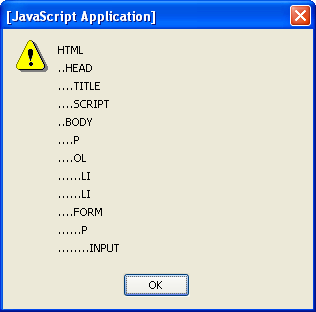 [JavaScript Application]
HTML
..HEAD
....TITLE
....SCRIPT
..BODY
....P
....OL
......LI
......LI
....FORM
......P
........INPUT
OK